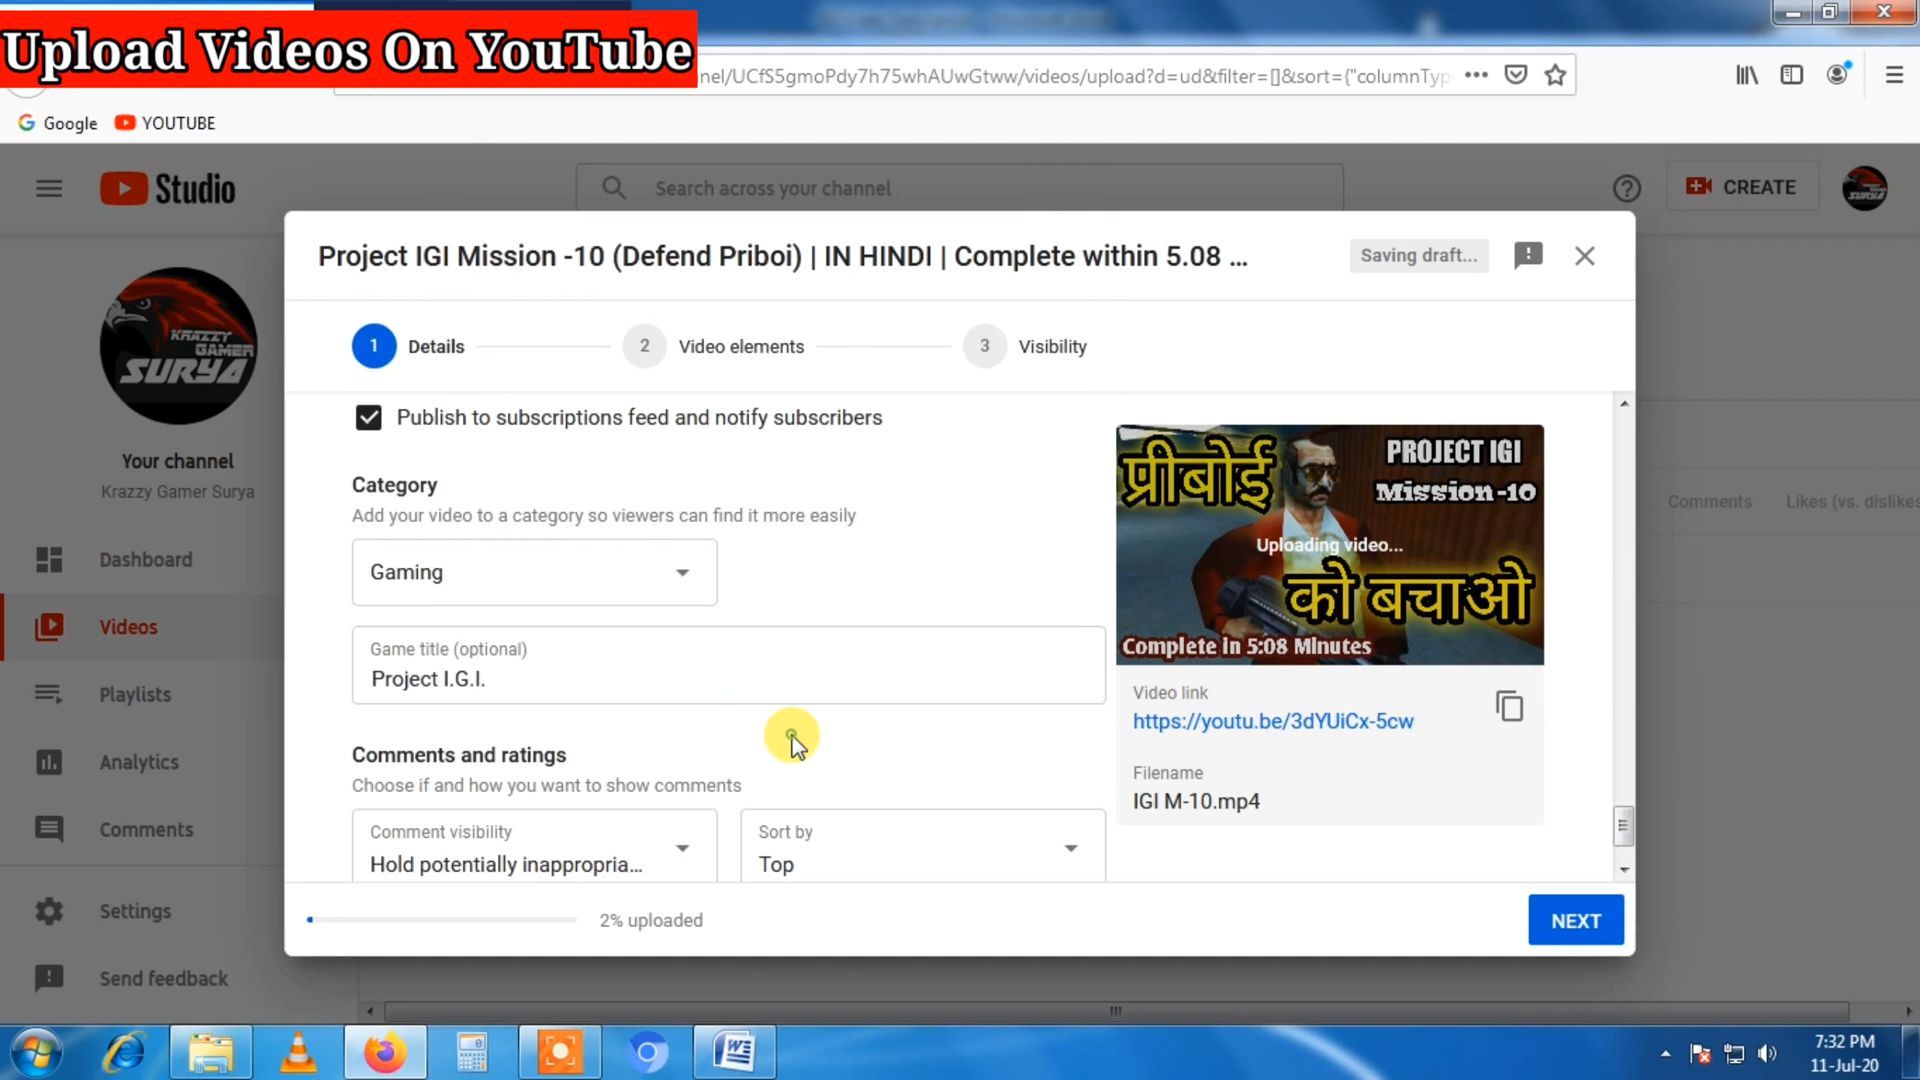 Upload Videos On YouTube
nel/UCfS5gmoPdy7h75whAUwGtww/videos/upload?d=ud&filter=[]&sort={"columnTyp
Google
YOUTUBE
Studio
Search across your channel
CREATE
Project IGI Mission -10 (Defend Priboi) | IN HINDI | Complete within 5.08 ...
Saving draft...
1 Details
2 Video elements
3 Visibility
KRAZZY
GAMER
SURYA
Your channel
Krazzy Gamer Surya
Dashboard
Videos
Playlists
Analytics
Comments
Settings
Send feedback
Publish to subscriptions feed and notify subscribers
Category
Add your video to a category so viewers can find it more easily
Gaming
Game title (optional)
Project I.G.I.
Comments and ratings
Choose if and how you want to show comments
Comment visibility
Hold potentially inappropria...
Sort by
Top
प्रीबोई
PROJECT IGI
Mission -10
Uploading video...
को बचाओ
Complete in 5:08 Minutes
Video link
https://youtu.be/3dYUiCx-5cw
Filename
IGI M-10.mp4
Comments
Likes (vs. dislikes
2% uploaded
NEXT
7:32 PM
11-Jul-20